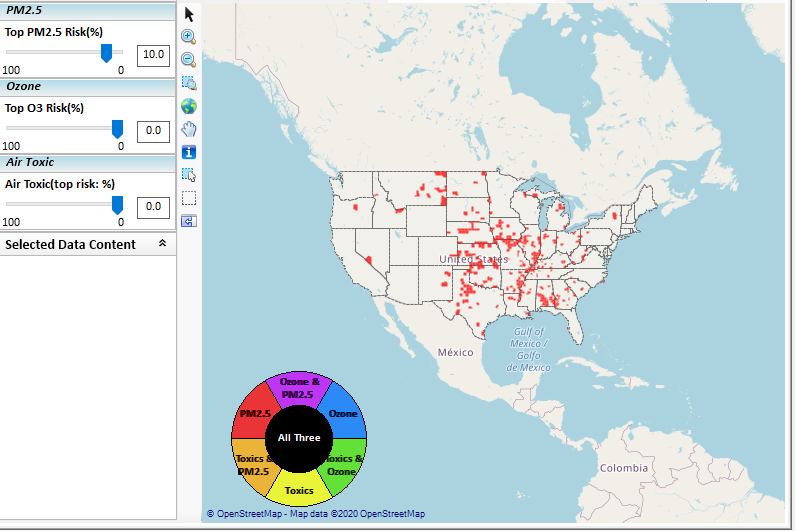 PM2.5
Top PM2.5 Risk(%)
10.0
100 0
Ozone
Top O3 Risk(%)
0.0
100 0
Air Toxic
Air Toxic(top risk: %)
0.0
100 0
Selected Data Content
United States
Gulf of
Mexico /
Golfo
de México
México
Colombia
Ozone &
PM2.5
PM2.5
Ozone
All Three
Toxics &
PM2.5
Toxics &
Ozone
Toxics
© OpenStreetMap - Map data ©2020 OpenStreetMap